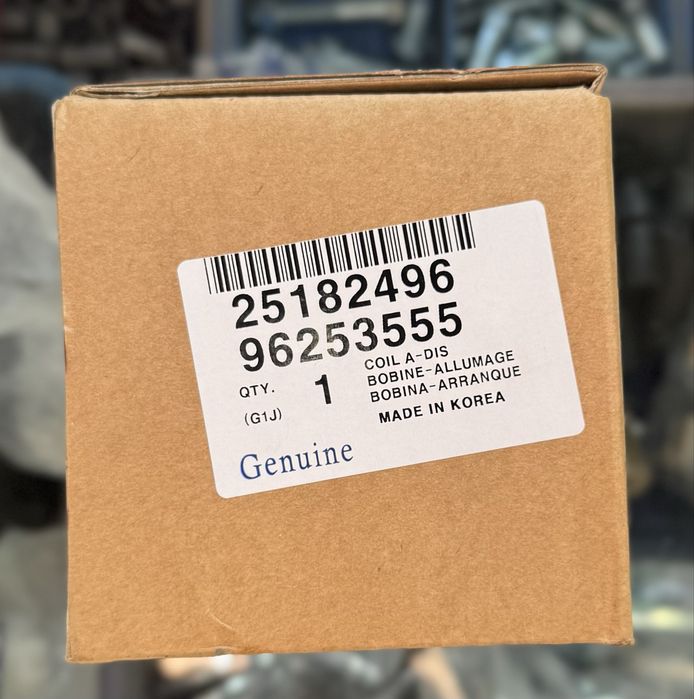 25182496
96253555
QTY. 1
(G1J)
COIL A-DIS
BOBINE-ALLUMAGE
BOBINA-ARRANQUE
MADE IN KOREA
Genuine